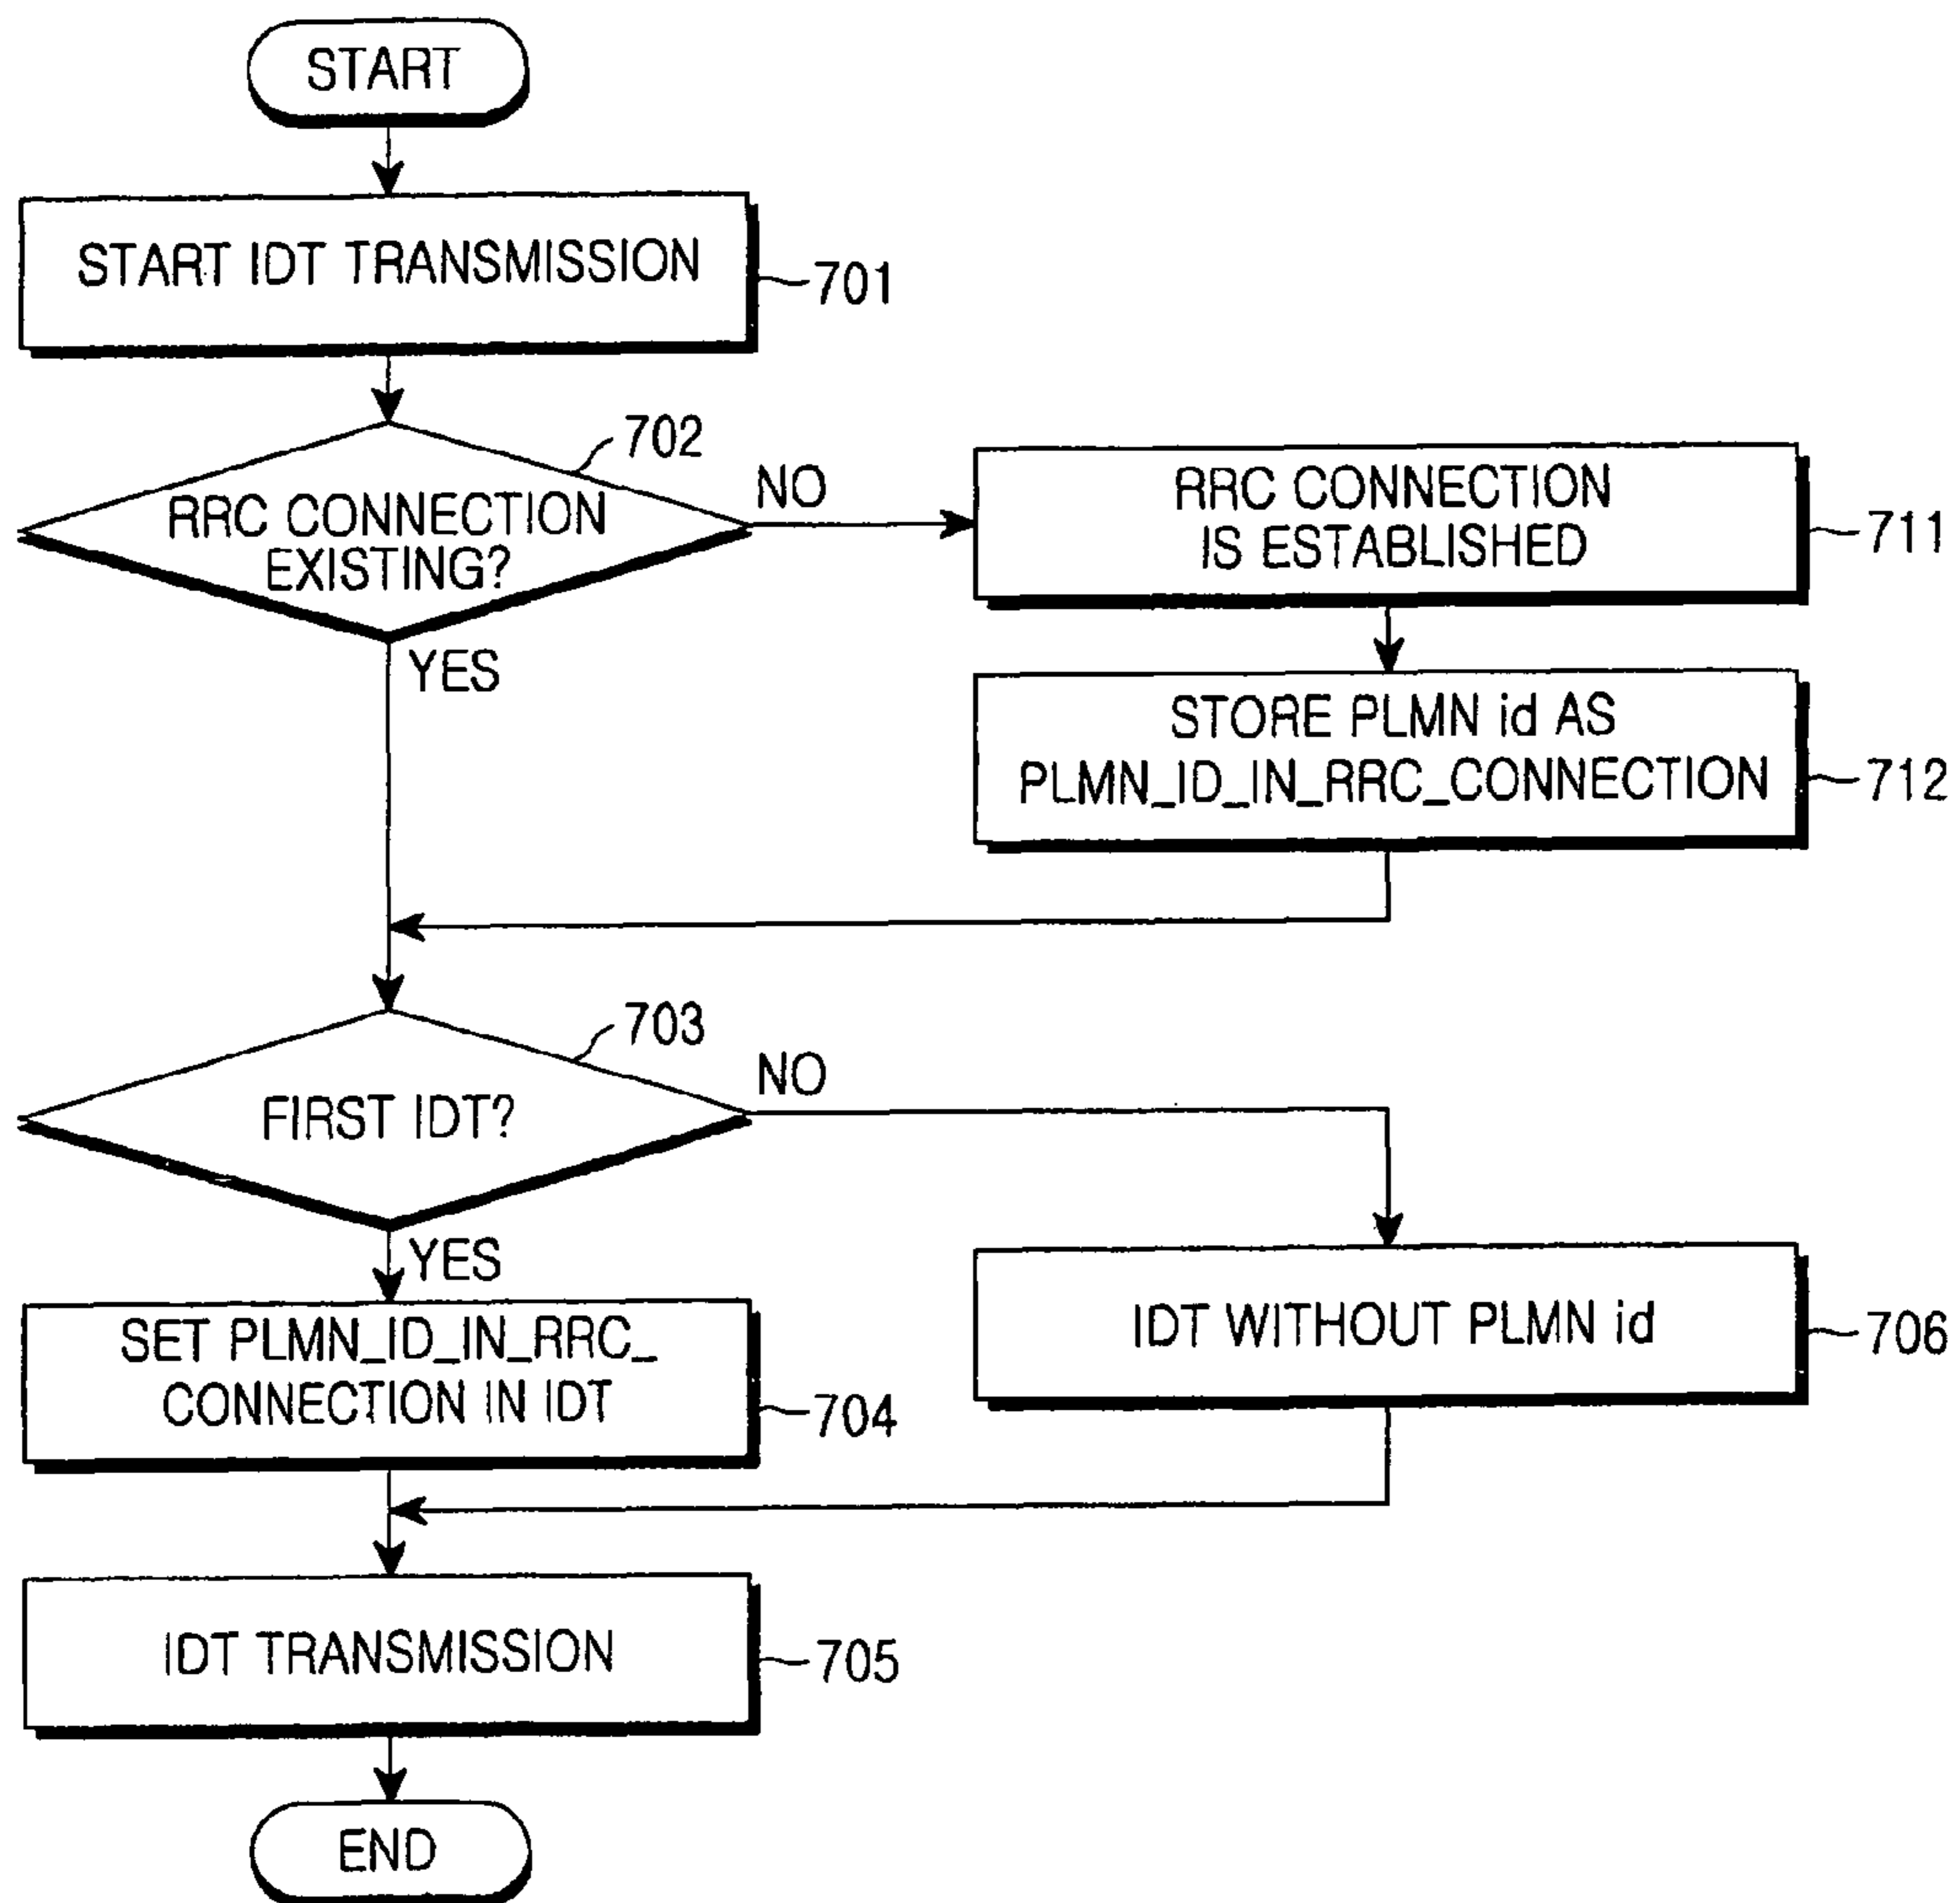 START
START IDT TRANSMISSION
701
702
RRC CONNECTION
EXISTING?
NO
YES
RRC CONNECTION
IS ESTABLISHED
711
STORE PLMN id AS
PLMN_ID_IN_RRC_CONNECTION
712
703
FIRST IDT?
NO
YES
SET PLMN_ID_IN_RRC_
CONNECTION IN IDT
704
IDT WITHOUT PLMN id
706
IDT TRANSMISSION
705
END